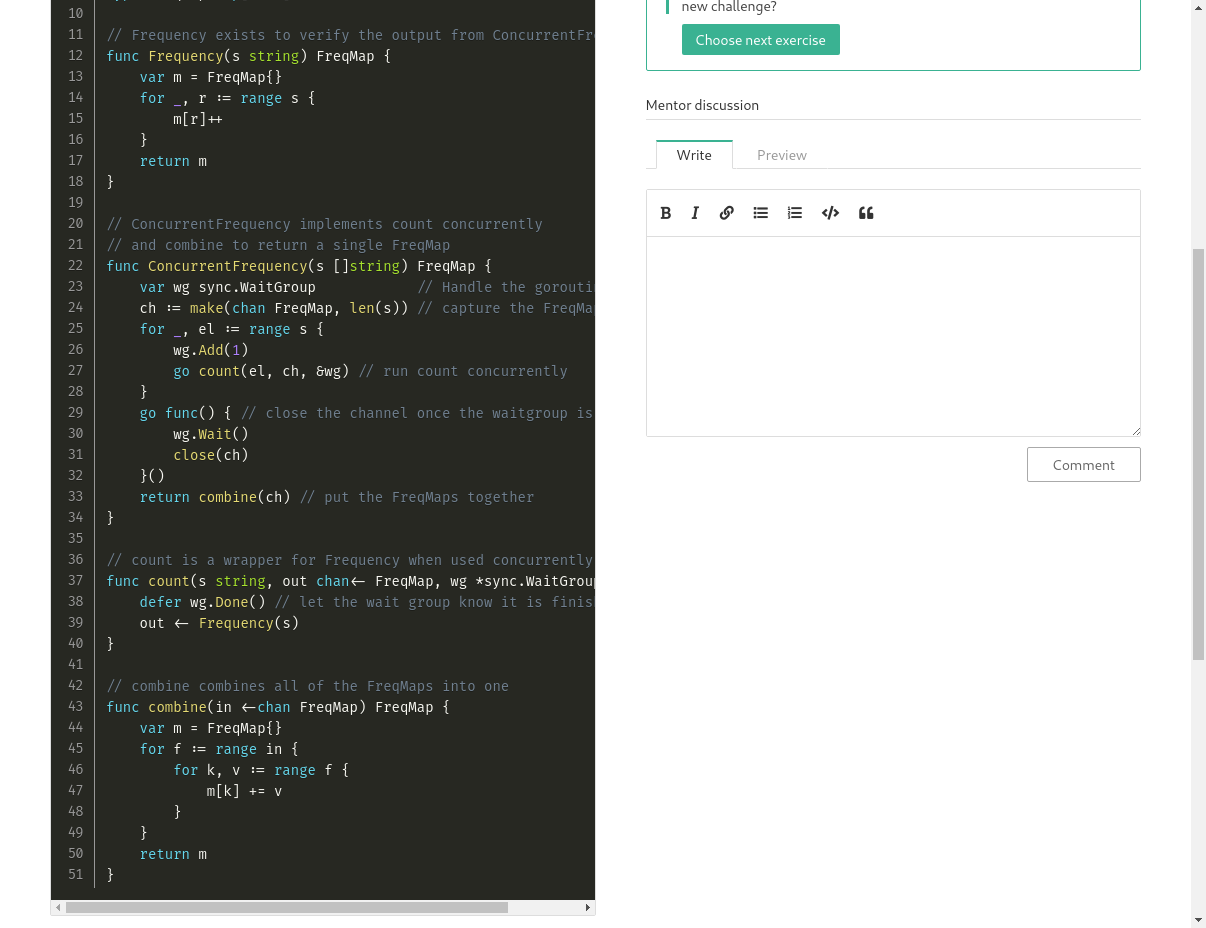 10
11 // Frequency exists to verify the output from ConcurrentFr
12 func Frequency(s string) FreqMap {
13 var m = FreqMap{}
14 for _, r := range s {
15 m[r]++
16 }
17 return m
18 }
19
20 // ConcurrentFrequency implements count concurrently
21 // and combine to return a single FreqMap
22 func ConcurrentFrequency(s []string) FreqMap {
23 var wg sync.WaitGroup // Handle the gorouti
24 ch := make(chan FreqMap, len(s)) // capture the FreqMa
25 for _, el := range s {
26 wg.Add(1)
27 go count(el, ch, &wg) // run count concurrently
28 }
29 go func() { // close the channel once the waitgroup is
30 wg.Wait()
31 close(ch)
32 }()
33 return combine(ch) // put the FreqMaps together
34 }
35
36 // count is a wrapper for Frequency when used concurrently
37 func count(s string, out chan<- FreqMap, wg *sync.WaitGroup
38 defer wg.Done() // let the wait group know it is finis
39 out <- Frequency(s)
40 }
41
42 // combine combines all of the FreqMaps into one
43 func combine(in <-chan FreqMap) FreqMap {
44 var m = FreqMap{}
45 for f := range in {
46 for k, v := range f {
47 m[k] += v
48 }
49 }
50 return m
51 }
new challenge?
Choose next exercise
Mentor discussion
Write Preview
B I
Comment